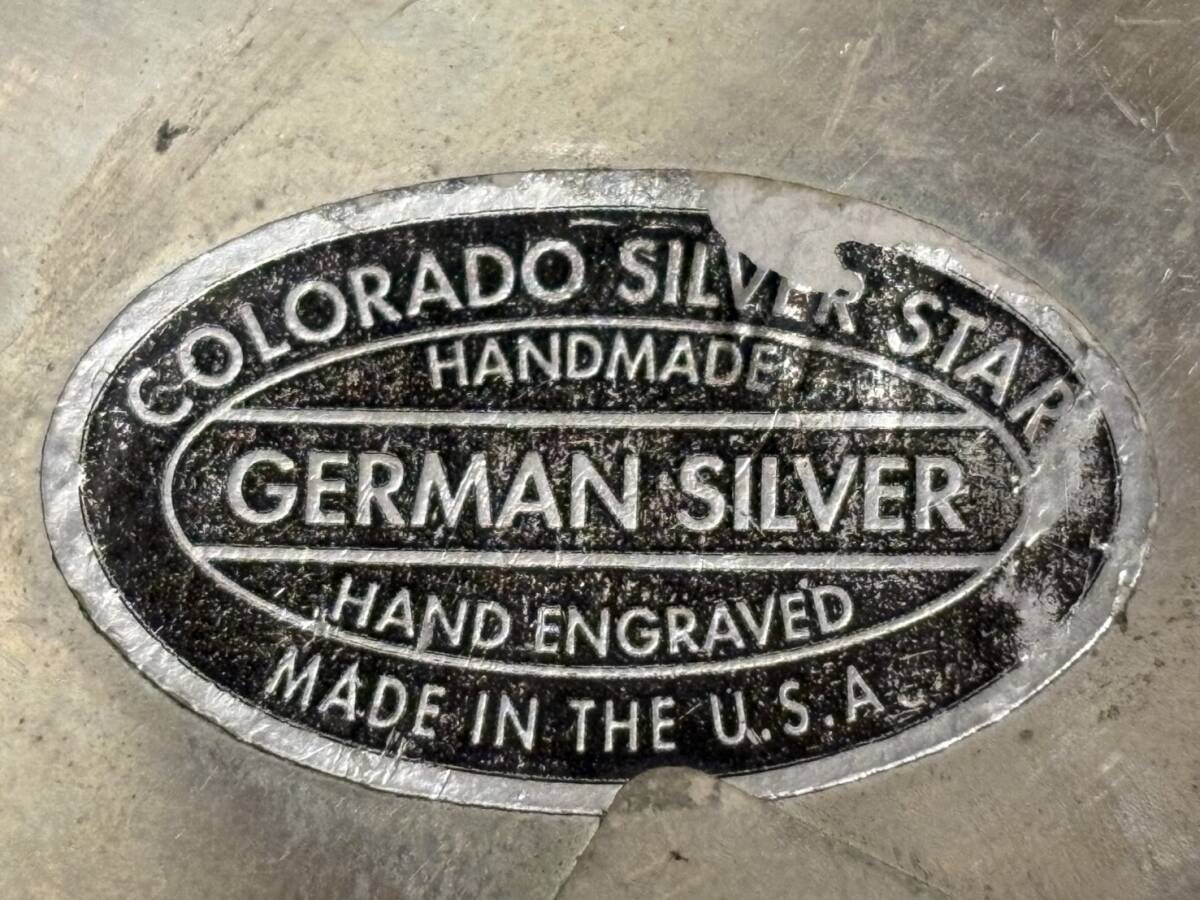 COLORADO SILVER STAR
HANDMADE
GERMAN SILVER
HAND ENGRAVED
MADE IN THE U.S.A.